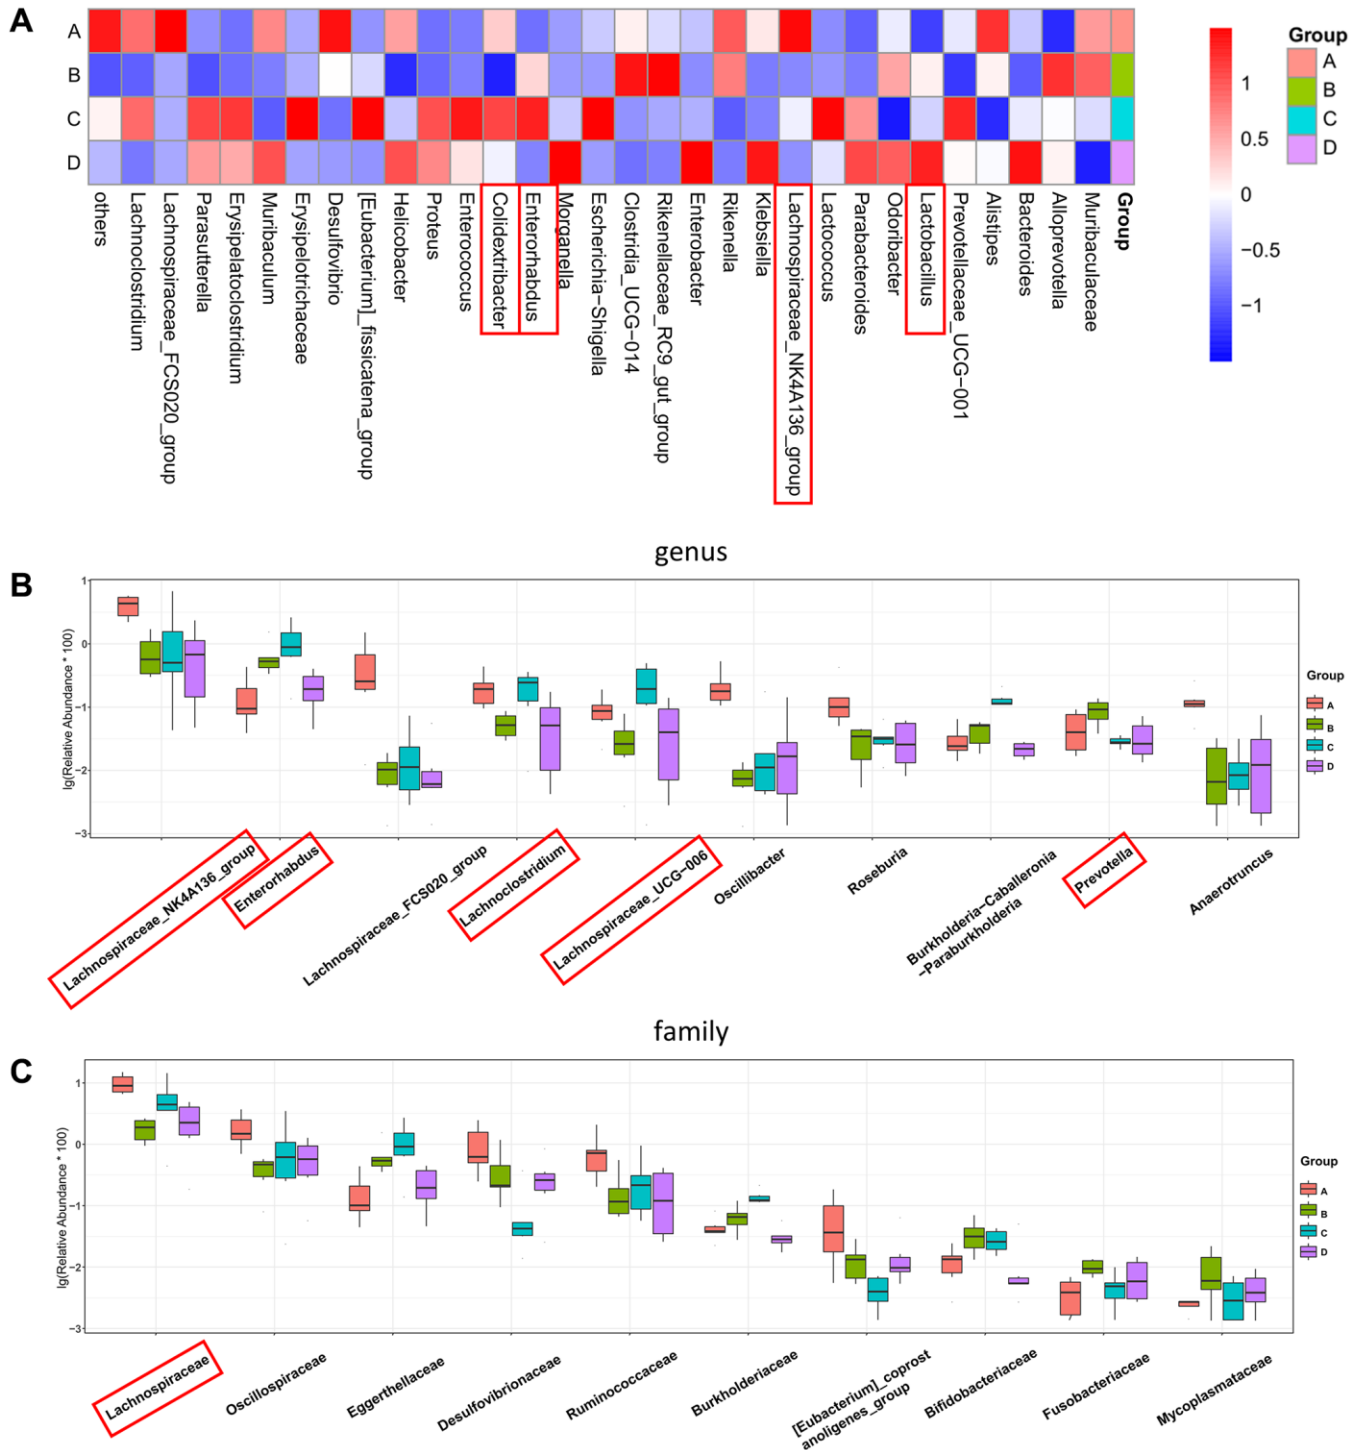 A
A
B
C
D
others
Lachnoclostridium
Lachnospiraceae_FCS020_group
Parasutterella
Erysipelatoclostridium
Muribaculum
Erysipelotrichaceae
Desulfovibrio
[Eubacterium]_fissicatena_group
Helicobacter
Proteus
Enterococcus
Colidextribacter
Enterorhabdus
Morganella
Escherichia−Shigella
Clostridia_UCG−014
Rikenellaceae_RC9_gut_group
Enterobacter
Rikenella
Klebsiella
Lachnospiraceae_NK4A136_group
Lactococcus
Parabacteroides
Odoribacter
Lactobacillus
Prevotellaceae_UCG−001
Alistipes
Bacteroides
Alloprevotella
Muribaculaceae
Group
1
0.5
0
−0.5
−1
Group
A
B
C
D
genus
B
lg(Relative Abundance * 100)
1
0
−1
−2
−3
Lachnospiraceae_NK4A136_group
Enterorhabdus
Lachnospiraceae_FCS020_group
Lachnoclostridium
Lachnospiraceae_UCG−006
Oscillibacter
Roseburia
Burkholderia−Caballeronia
−Paraburkholderia
Prevotella
Anaerotruncus
Group
A
B
C
D
family
C
lg(Relative Abundance * 100)
1
0
−1
−2
−3
Lachnospiraceae
Oscillospiraceae
Eggerthellaceae
Desulfovibrionaceae
Ruminococcaceae
Burkholderiaceae
[Eubacterium]_coprost
anoligenes_group
Bifidobacteriaceae
Fusobacteriaceae
Mycoplasmataceae
Group
A
B
C
D